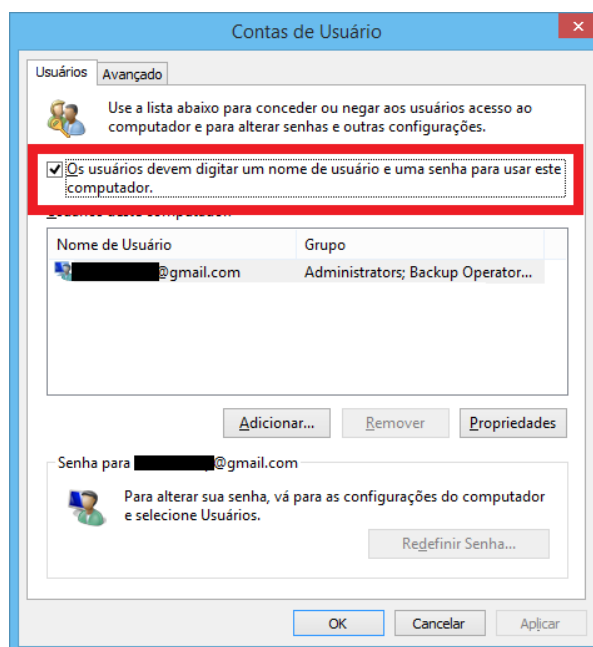 Contas de Usuário
Usuários
Avançado
Use a lista abaixo para conceder ou negar aos usuários acesso ao
computador e para alterar senhas e outras configurações.
Os usuários devem digitar um nome de usuário e uma senha para usar este
computador.
Nome de Usuário Grupo
@gmail.com Administrators; Backup Operator...
Adicionar... Remover Propriedades
Senha para @gmail.com
Para alterar sua senha, vá para as configurações do computador
e selecione Usuários.
Redefinir Senha...
OK Cancelar Aplicar